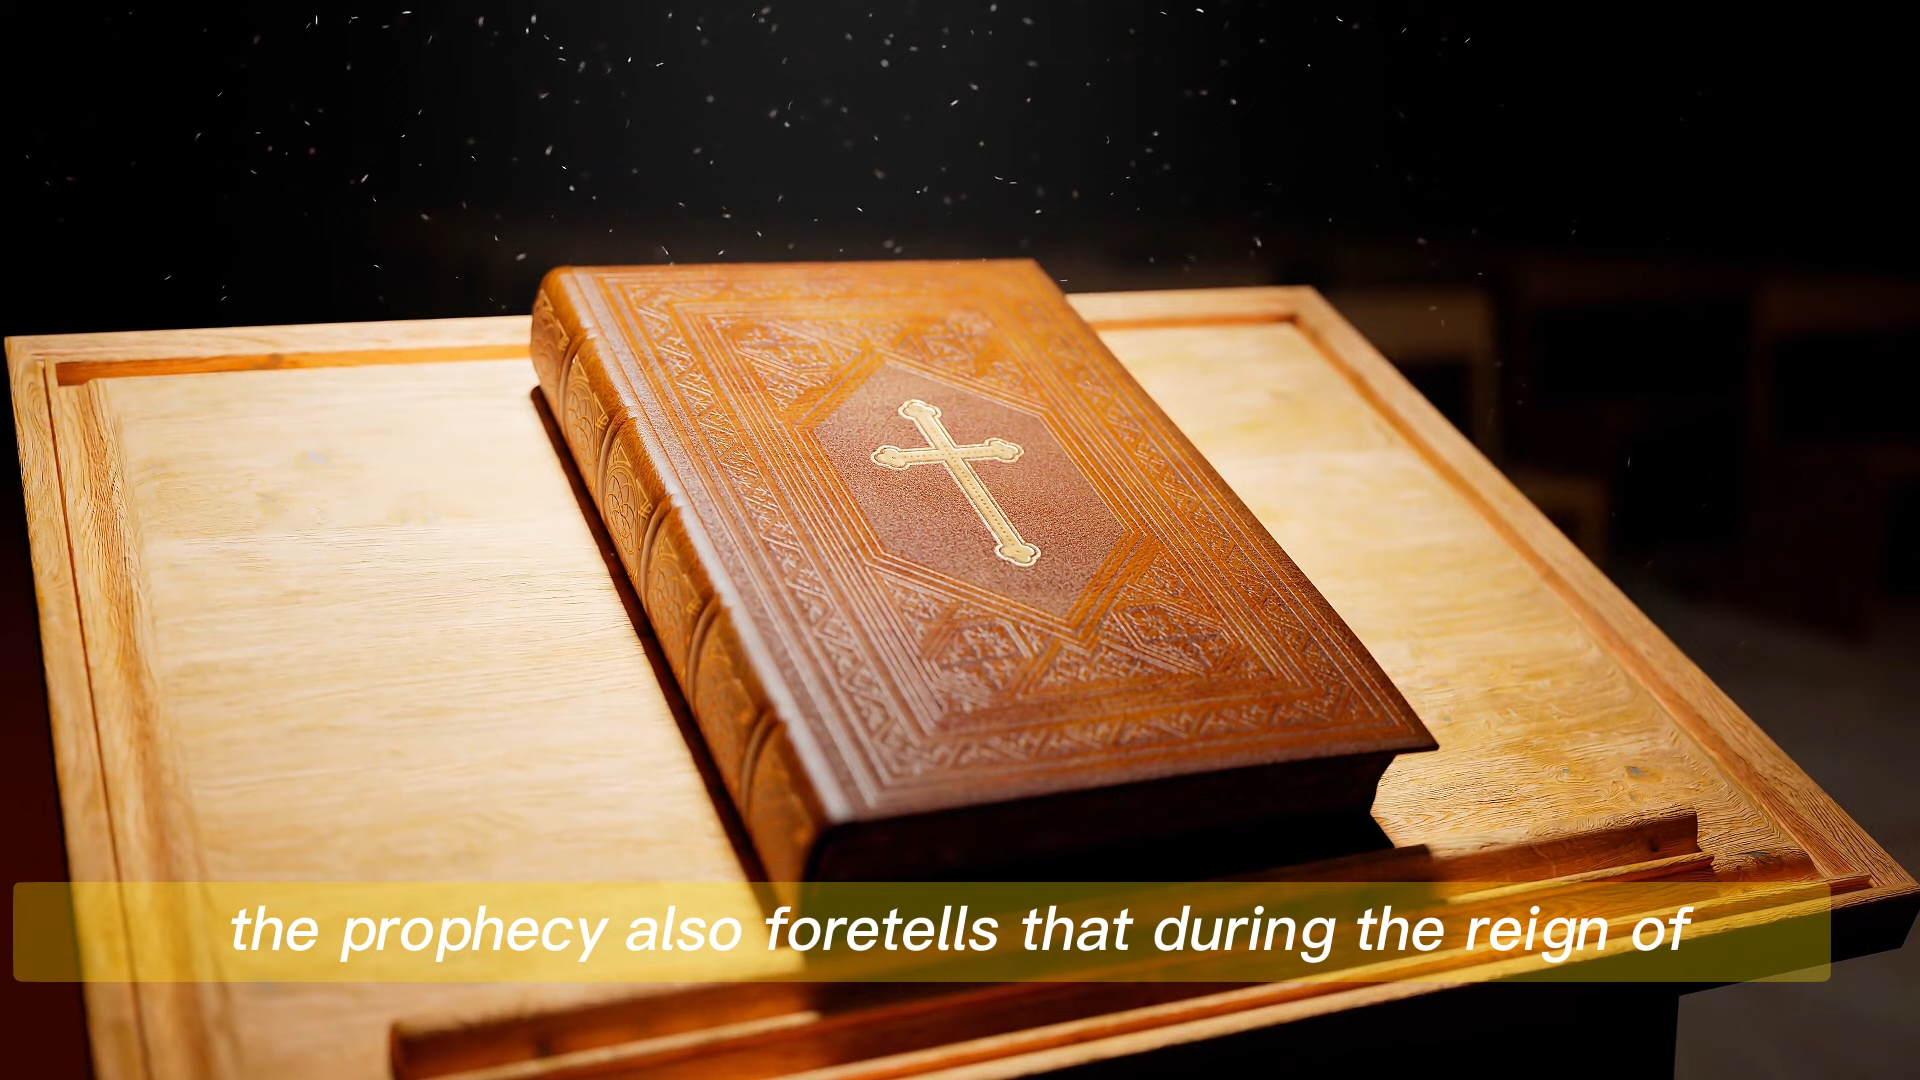 the prophecy also foretells that during the reign of